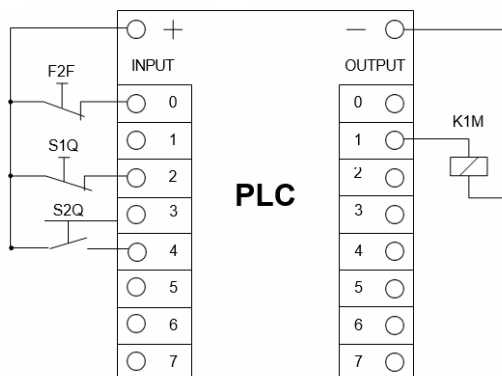 + −
INPUT OUTPUT
F2F
0 0
K1M
1 1
S1Q
2 2
PLC
S2Q
3 3
4 4
5 5
6 6
7 7